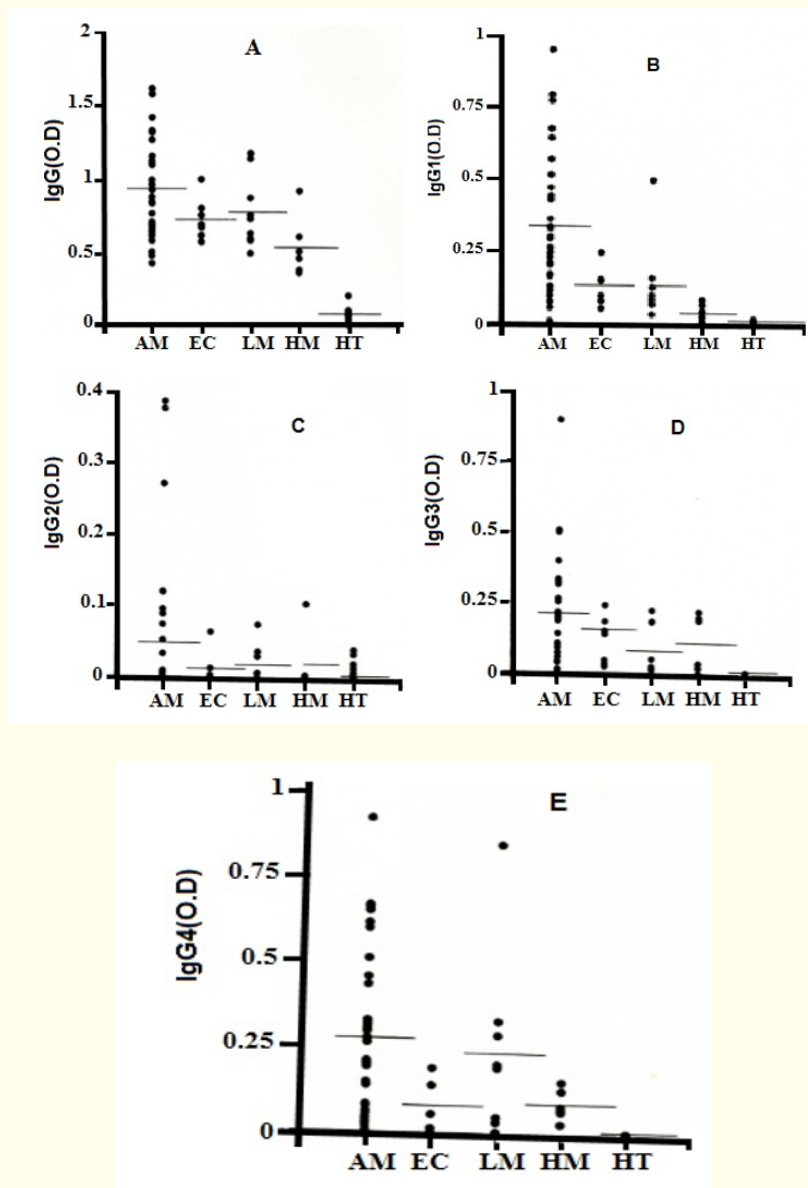 A
IgG(O.D)
2
1.5
1
0.5
0
AM EC LM HM HT
B
IgG1(O.D)
1
0.75
0.5
0.25
0
AM EC LM HM HT
C
IgG2(O.D)
0.4
0.3
0.2
0.1
0
AM EC LM HM HT
D
IgG3(O.D)
1
0.75
0.5
0.25
0
AM EC LM HM HT
E
IgG4(O.D)
1
0.75
0.5
0.25
0
AM EC LM HM HT